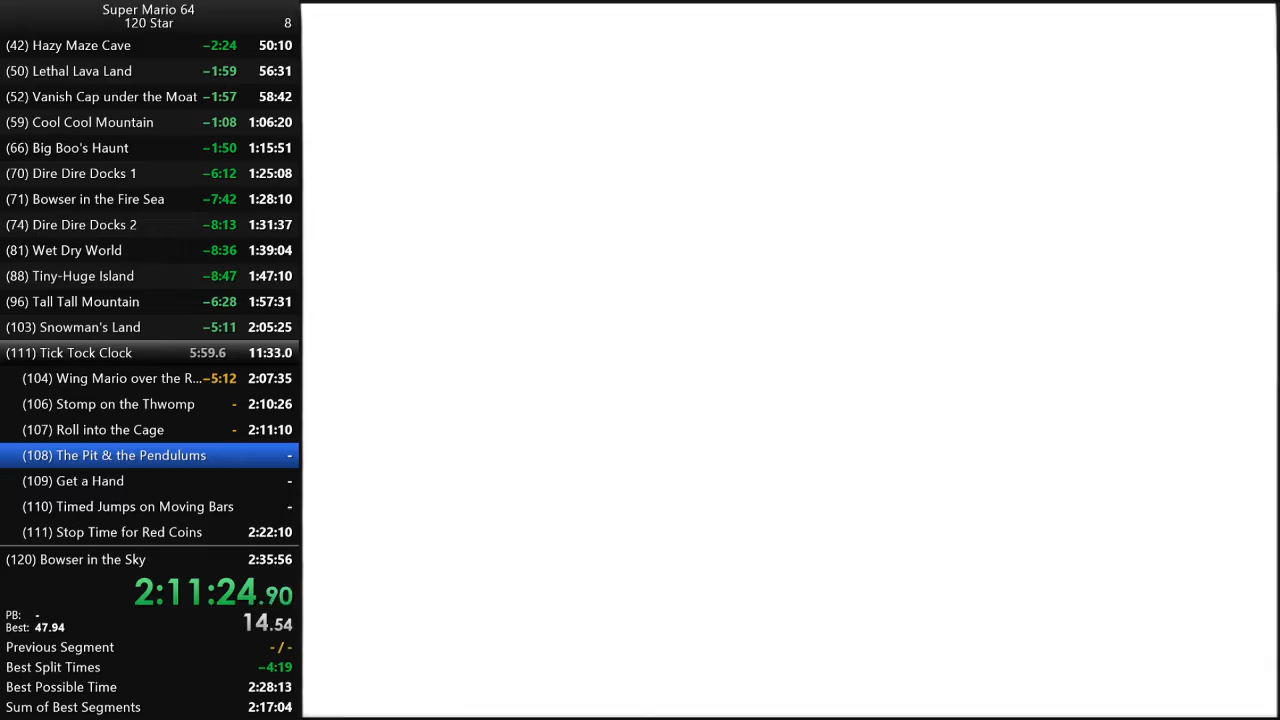 Super Mario 64
120 Star 8
(42) Hazy Maze Cave −2:24 50:10
(50) Lethal Lava Land −1:59 56:31
(52) Vanish Cap under the Moat −1:57 58:42
(59) Cool Cool Mountain −1:08 1:06:20
(66) Big Boo's Haunt −1:50 1:15:51
(70) Dire Dire Docks 1 −6:12 1:25:08
(71) Bowser in the Fire Sea −7:42 1:28:10
(74) Dire Dire Docks 2 −8:13 1:31:37
(81) Wet Dry World −8:36 1:39:04
(88) Tiny-Huge Island −8:47 1:47:10
(96) Tall Tall Mountain −6:28 1:57:31
(103) Snowman's Land −5:11 2:05:25
(111) Tick Tock Clock 5:59.6 11:33.0
(104) Wing Mario over the R... −5:12 2:07:35
(106) Stomp on the Thwomp - 2:10:26
(107) Roll into the Cage - 2:11:10
(108) The Pit & the Pendulums -
(109) Get a Hand -
(110) Timed Jumps on Moving Bars -
(111) Stop Time for Red Coins 2:22:10
(120) Bowser in the Sky 2:35:56
2:11:24.90
PB: -
Best: 47.94 14.54
Previous Segment - / -
Best Split Times −4:19
Best Possible Time 2:28:13
Sum of Best Segments 2:17:04